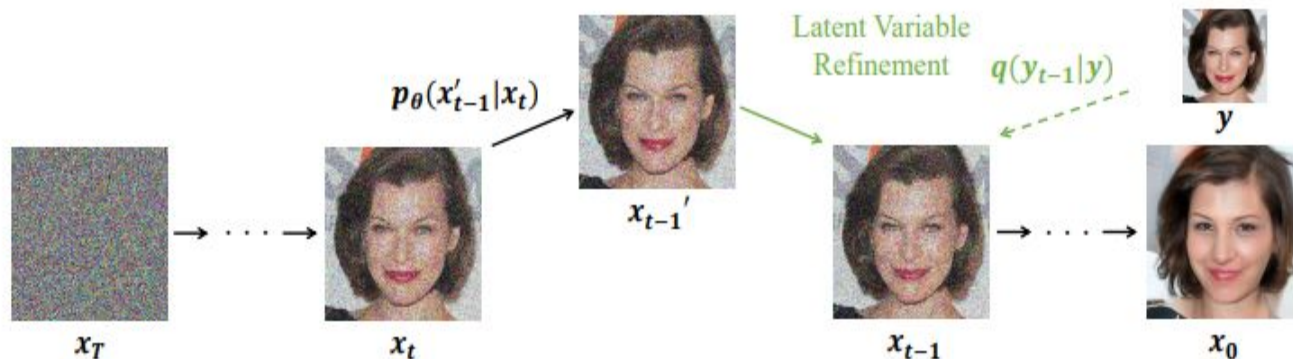 Latent Variable
Refinement
q(y_{t-1}|y)
p_θ(x'_{t-1}|x_t)
y
x_{t-1}'
· · ·
· · ·
x_T
x_t
x_{t-1}
x_0